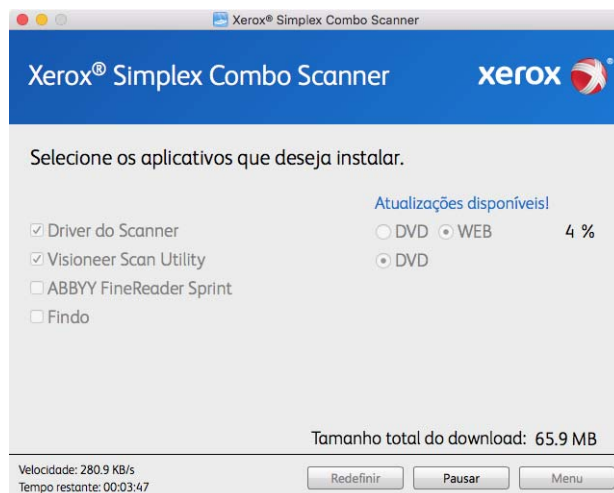 Xerox® Simplex Combo Scanner
Xerox® Simplex Combo Scanner
xerox®
Selecione os aplicativos que deseja instalar.
Atualizações disponíveis!
Driver do Scanner DVD WEB 4 %
Visioneer Scan Utility DVD
ABBYY FineReader Sprint
Findo
Tamanho total do download: 65.9 MB
Velocidade: 280.9 KB/s
Tempo restante: 00:03:47
Redefinir Pausar Menu